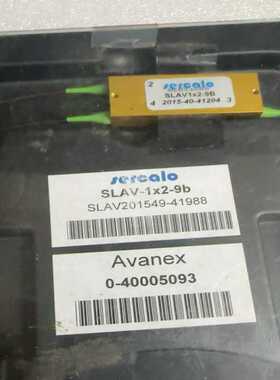 2
sercalo
SLAV1x2-9B
4 2015-40-41204 3
sercalo
SLAV-1x2-9b
SLAV201549-41988
Avanex
0-40005093